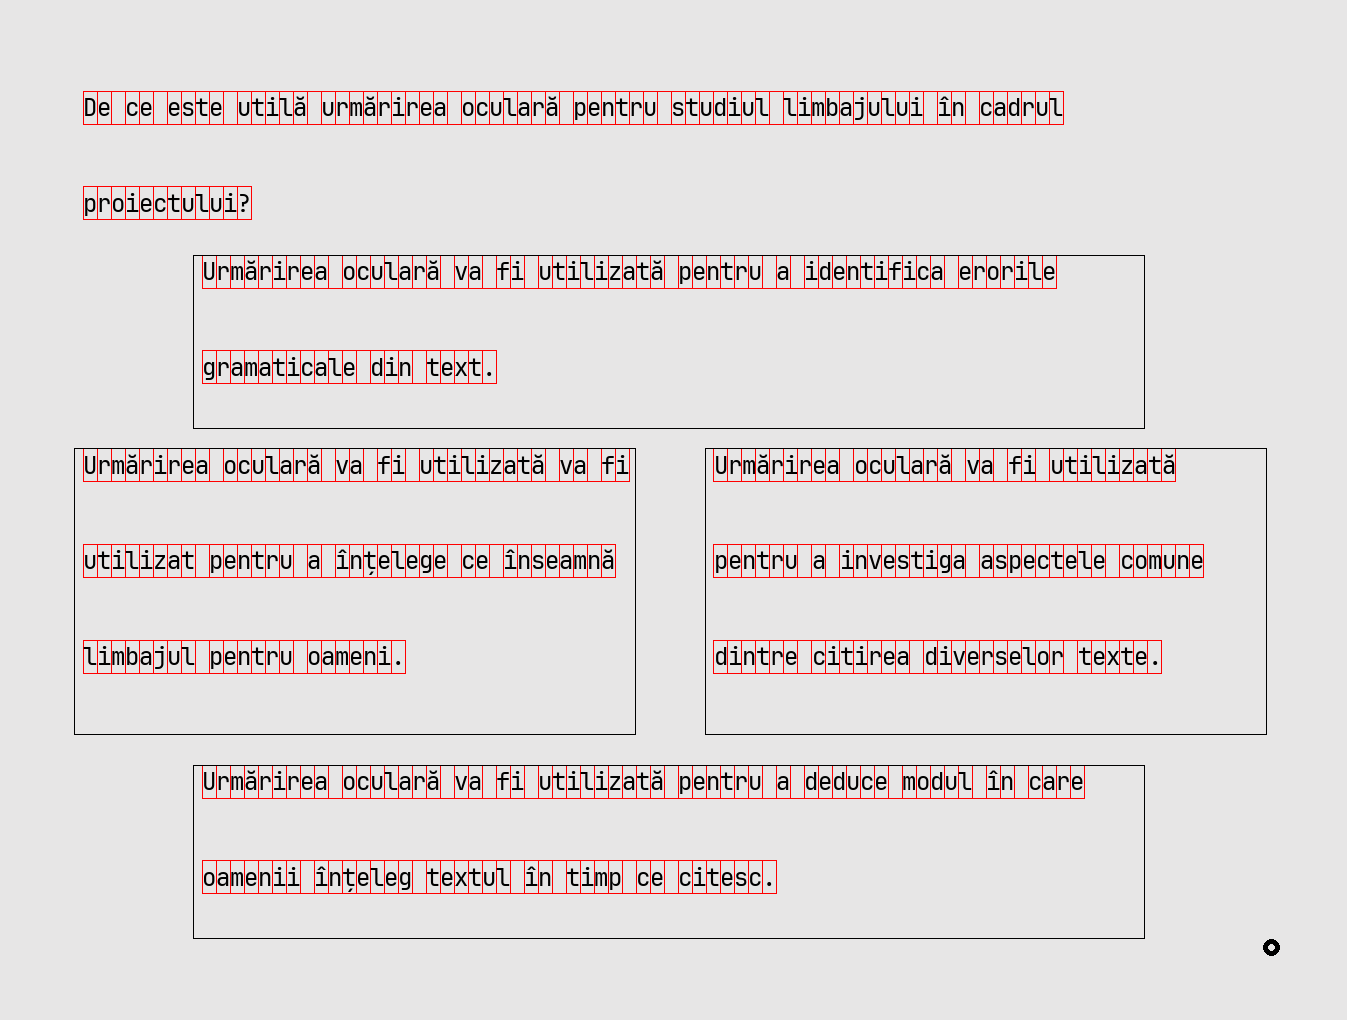 De ce este utilă urmărirea oculară pentru studiul limbajului în cadrul
proiectului?
Urmărirea oculară va fi utilizată pentru a identifica erorile
gramaticale din text.
Urmărirea oculară va fi utilizată va fi
utilizat pentru a înțelege ce înseamnă
limbajul pentru oameni.
Urmărirea oculară va fi utilizată
pentru a investiga aspectele comune
dintre citirea diverselor texte.
Urmărirea oculară va fi utilizată pentru a deduce modul în care
oamenii înțeleg textul în timp ce citesc.